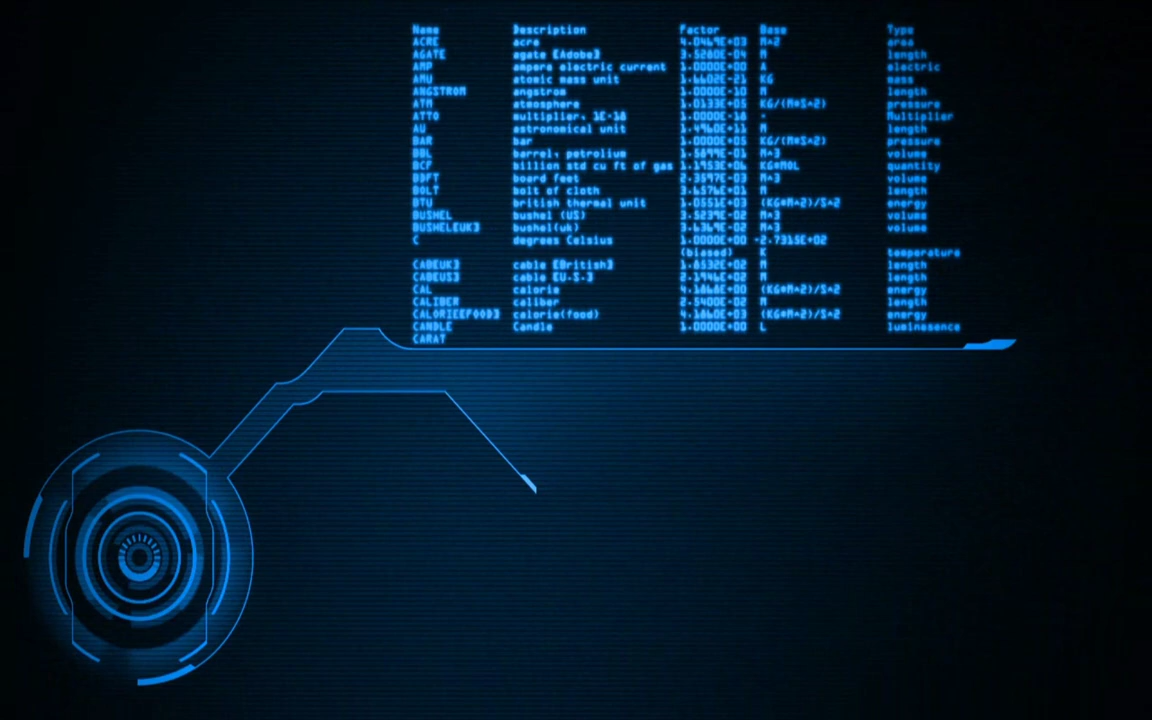 Name Description Factor Base Type
ACRE acre 4.0469E+03 M^2 area
AGATE agate [Adobe] 3.5280E-04 M length
AMP ampere electric current 1.0000E+00 A electric
AMU atomic mass unit 1.6602E-21 KG mass
ANGSTROM angstrom 1.0000E-10 M length
ATM atmosphere 1.0133E+05 KG/(M*S^2) pressure
ATTO multiplier, 1E-18 1.0000E-18 - Multiplier
AU astronomical unit 1.4960E+11 M length
BAR bar 1.0000E+05 KG/(M*S^2) pressure
BBL barrel, petrolium 1.5899E-01 M^3 volume
BCF billion std cu ft of gas 1.1953E+06 KG*MOL quantity
BDFT board feet 2.3597E-03 M^3 volume
BOLT bolt of cloth 3.6576E+01 M length
BTU british thermal unit 1.0551E+03 (KG*M^2)/S^2 energy
BUSHEL bushel (US) 3.5239E-02 M^3 volume
BUSHEL[UK] bushel(uk) 3.6369E-02 M^3 volume
C degrees Celsius 1.0000E+00 +2.7315E+02
(biased) K temperature
CAB[UK] cable [British] 1.8532E+02 M length
CAB[US] cable [U.S.] 2.1946E+02 M length
CAL calorie 4.1868E+00 (KG*M^2)/S^2 energy
CALIBER caliber 2.5400E-02 M length
CALORIE[FOOD] calorie(food) 4.1860E+03 (KG*M^2)/S^2 energy
CANDLE Candle 1.0000E+00 L luminosence
CARAT